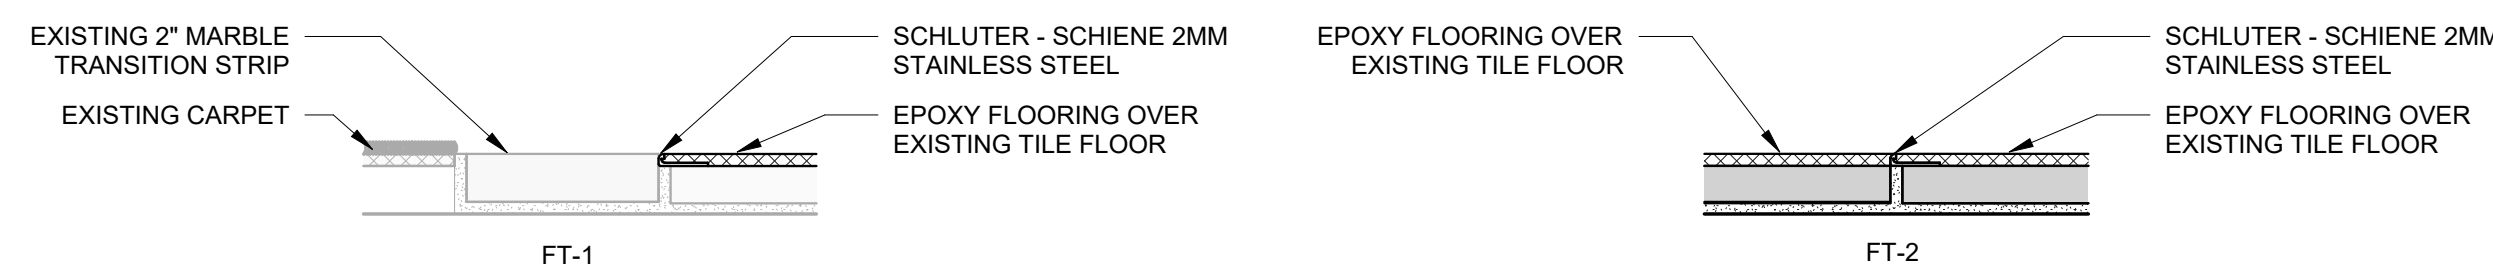 EXISTING 2" MARBLE
TRANSITION STRIP
EXISTING CARPET
SCHLUTER - SCHIENE 2MM
STAINLESS STEEL
EPOXY FLOORING OVER
EXISTING TILE FLOOR
FT-1
EPOXY FLOORING OVER
EXISTING TILE FLOOR
SCHLUTER - SCHIENE 2MM
STAINLESS STEEL
EPOXY FLOORING OVER
EXISTING TILE FLOOR
FT-2